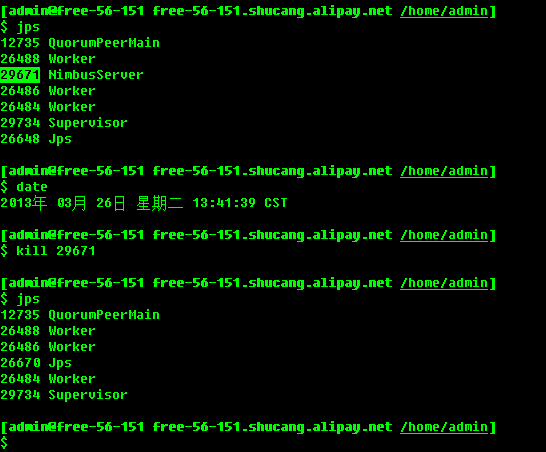 [admin@free-56-151 free-56-151.shucang.alipay.net /home/admin]
$ jps
12735 QuorumPeerMain
26488 Worker
29671 NimbusServer
26486 Worker
26484 Worker
29734 Supervisor
26648 Jps
[admin@free-56-151 free-56-151.shucang.alipay.net /home/admin]
$ date
2013年 03月 26日 星期二 13:41:39 CST
[admin@free-56-151 free-56-151.shucang.alipay.net /home/admin]
$ kill 29671
[admin@free-56-151 free-56-151.shucang.alipay.net /home/admin]
$ jps
12735 QuorumPeerMain
26488 Worker
26486 Worker
26670 Jps
26484 Worker
29734 Supervisor
[admin@free-56-151 free-56-151.shucang.alipay.net /home/admin]
$